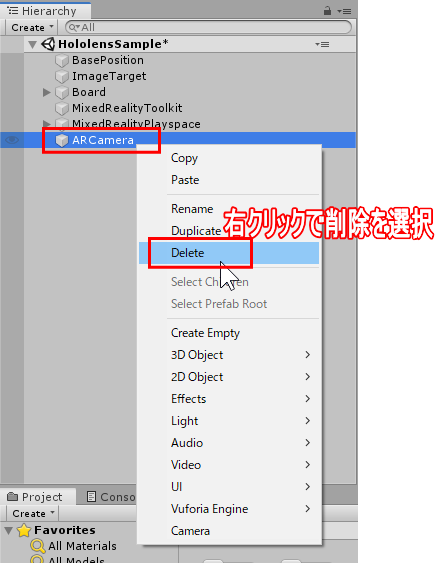 Hierarchy
Create
All
HololensSample*
BasePosition
ImageTarget
Board
MixedRealityToolkit
MixedRealityPlayspace
ARCamera
Copy
Paste
Rename
Duplicate
右クリックで削除を選択
Delete
Select Children
Select Prefab Root
Create Empty
3D Object
2D Object
Effects
Light
Audio
Video
UI
Vuforia Engine
Camera
Project
Conso
Create
Favorites
All Materials
All Models